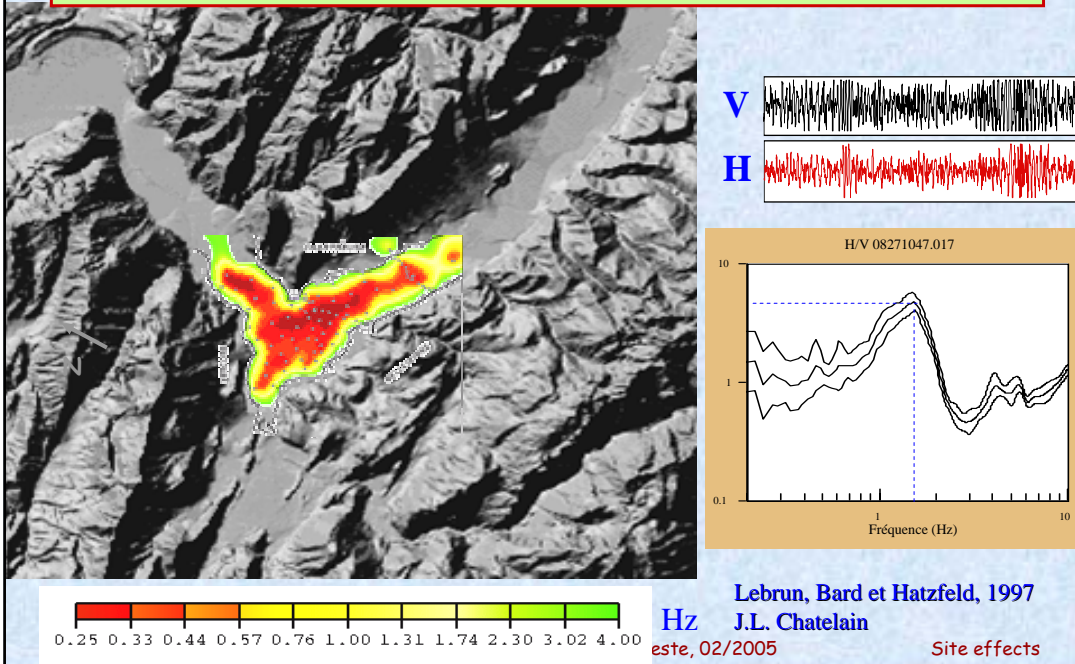 V
H
H/V 08271047.017
10
1
0.1
1
10
Fréquence (Hz)
0.25 0.33 0.44 0.57 0.76 1.00 1.31 1.74 2.30 3.02 4.00
Hz
Lebrun, Bard et Hatzfeld, 1997
J.L. Chatelain
este, 02/2005
Site effects